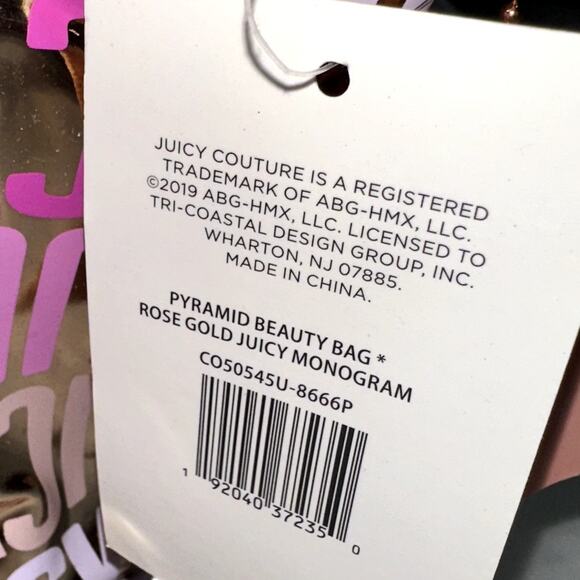 JUICY COUTURE IS A REGISTERED
TRADEMARK OF ABG-HMX, LLC.
©2019 ABG-HMX, LLC. LICENSED TO
TRI-COASTAL DESIGN GROUP, INC.
WHARTON, NJ 07885.
MADE IN CHINA.
PYRAMID BEAUTY BAG *
ROSE GOLD JUICY MONOGRAM
CO50545U-8666P
1 92040 37235 0